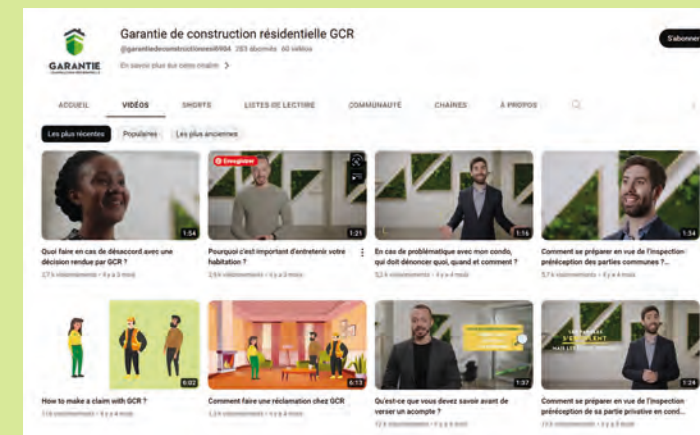 Garantie de construction résidentielle GCR
283 abonnés 60 vidéos
En savoir plus sur cette chaîne >
GARANTIE
S'abonner
ACCUEIL VIDÉOS SHORTS LISTES DE LECTURE COMMUNAUTÉ CHAÎNES À PROPOS
Les plus récentes Populaires Les plus anciennes
Enregistrer
1:54
1:21
1:16
1:34
Quoi faire en cas de désaccord avec une
décision rendue par GCR ?
Pourquoi c'est important d'entretenir votre
habitation ?
En cas de problématique avec mon condo,
qui doit dénoncer quoi, quand et comment ?
Comment se préparer en vue de l'inspection
préréception des parties communes ?...
6:02
6:13
1:37
S'ENVOLENT
1:24
How to make a claim with GCR ?
Comment faire une réclamation chez GCR
Qu'est-ce que vous devez savoir avant de
verser un acompte ?
Comment se préparer en vue de l'inspection
préréception de sa partie privative en cond...